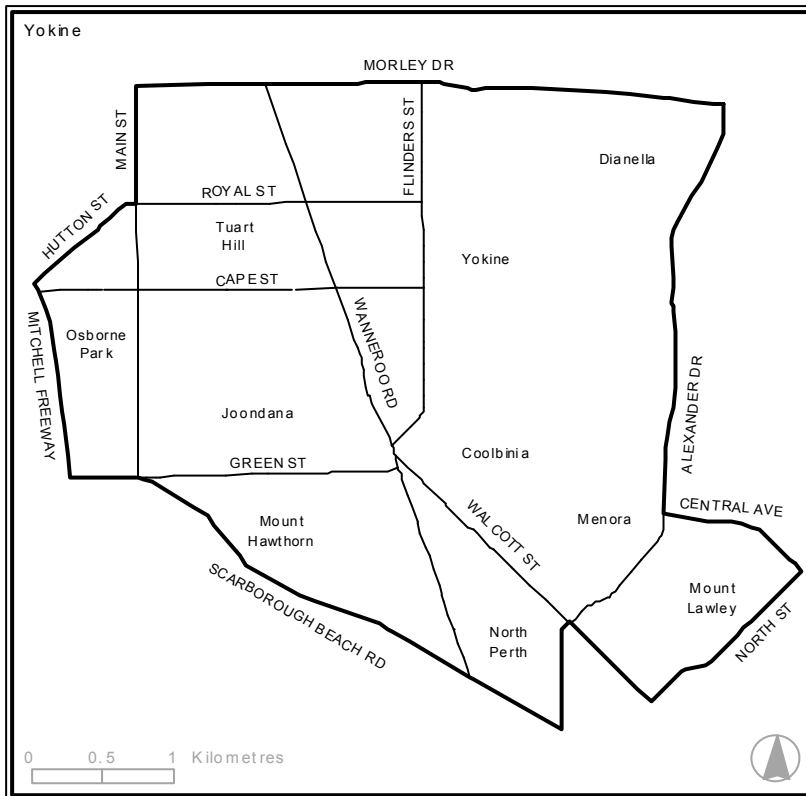 Yokine
MORLEY DR
MAIN ST
FLINDERS ST
Dianella
HUTTON ST
ROYAL ST
Tuart
Hill
Yokine
CAPE ST
MITCHELL FREEWAY
Osborne
Park
WANNEROO RD
ALEXANDER DR
Joondana
GREEN ST
Coolbinia
WALCOTT ST
CENTRAL AVE
Mount
Hawthorn
Menora
SCARBOROUGH BEACH RD
Mount
Lawley
NORTH ST
North
Perth
0 0.5 1 Kilometres